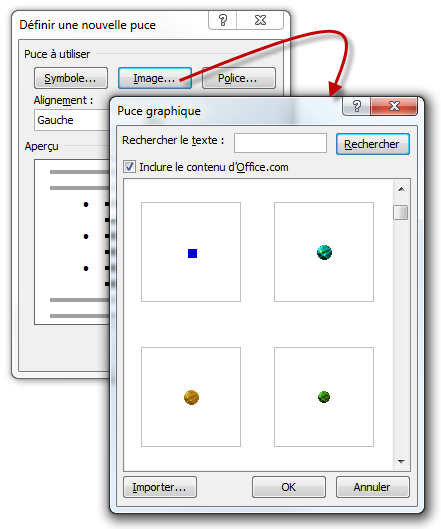 Définir une nouvelle puce
Puce à utiliser
Symbole... Image... Police...
Alignement :
Gauche
Aperçu
Puce graphique
Rechercher le texte : Rechercher
Inclure le contenu d'Office.com
Importer... OK Annuler